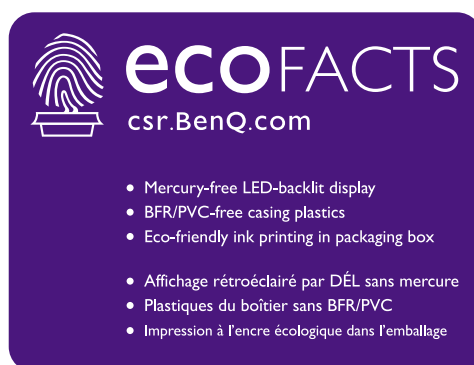 ecoFACTS
csr.BenQ.com
• Mercury-free LED-backlit display
• BFR/PVC-free casing plastics
• Eco-friendly ink printing in packaging box
• Affichage rétroéclairé par DÉL sans mercure
• Plastiques du boîtier sans BFR/PVC
• Impression à l'encre écologique dans l'emballage